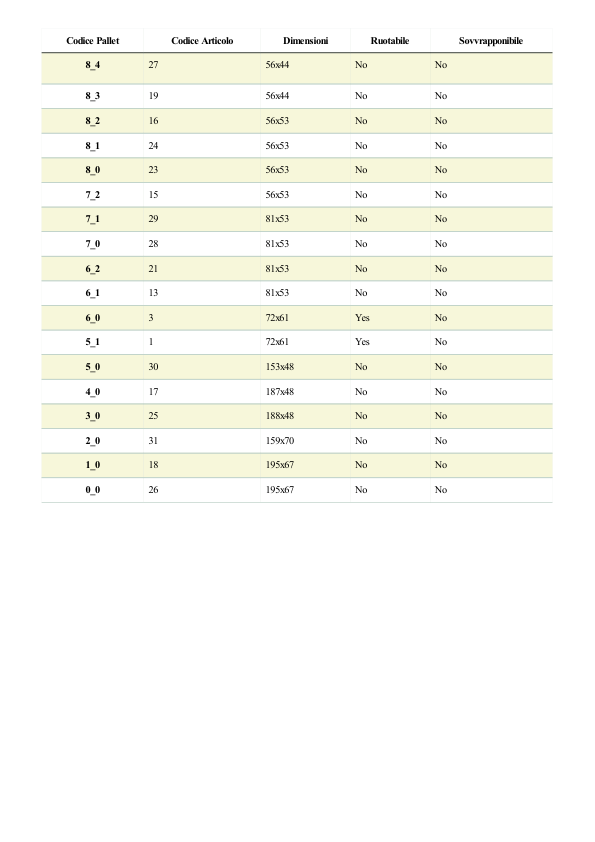 Codice Pallet Codice Articolo Dimensioni Ruotabile Sovvrapponibile
8_4 27 56x44 No No
8_3 19 56x44 No No
8_2 16 56x53 No No
8_1 24 56x53 No No
8_0 23 56x53 No No
7_2 15 56x53 No No
7_1 29 81x53 No No
7_0 28 81x53 No No
6_2 21 81x53 No No
6_1 13 81x53 No No
6_0 3 72x61 Yes No
5_1 1 72x61 Yes No
5_0 30 153x48 No No
4_0 17 187x48 No No
3_0 25 188x48 No No
2_0 31 159x70 No No
1_0 18 195x67 No No
0_0 26 195x67 No No